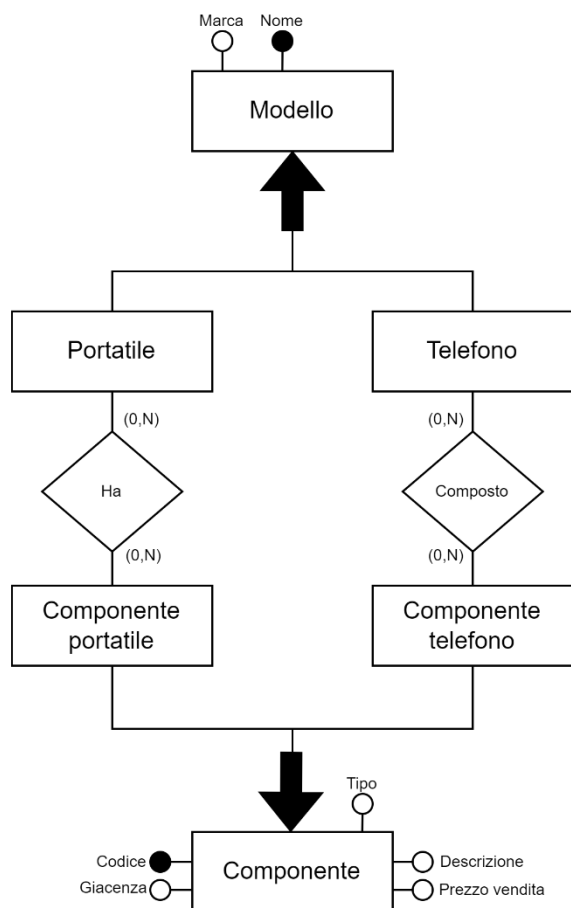 Marca Nome
Modello
Portatile Telefono
(0,N) (0,N)
Ha Composto
(0,N) (0,N)
Componente
portatile
Componente
telefono
Tipo
Codice Componente Descrizione
Giacenza Prezzo vendita